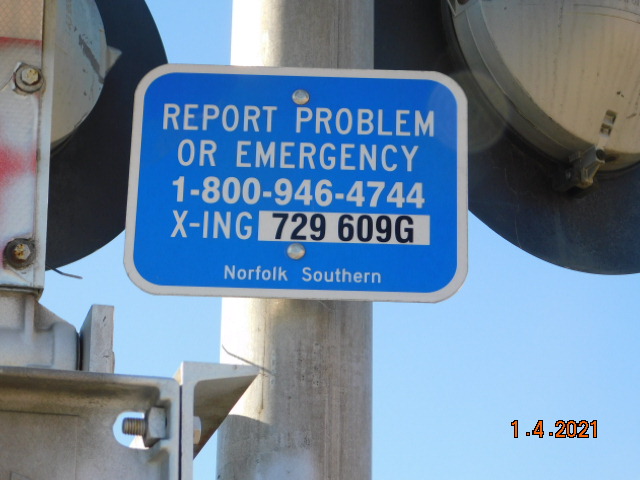 REPORT PROBLEM
OR EMERGENCY
1-800-946-4744
X-ING 729 609G
Norfolk Southern
1.4.2021